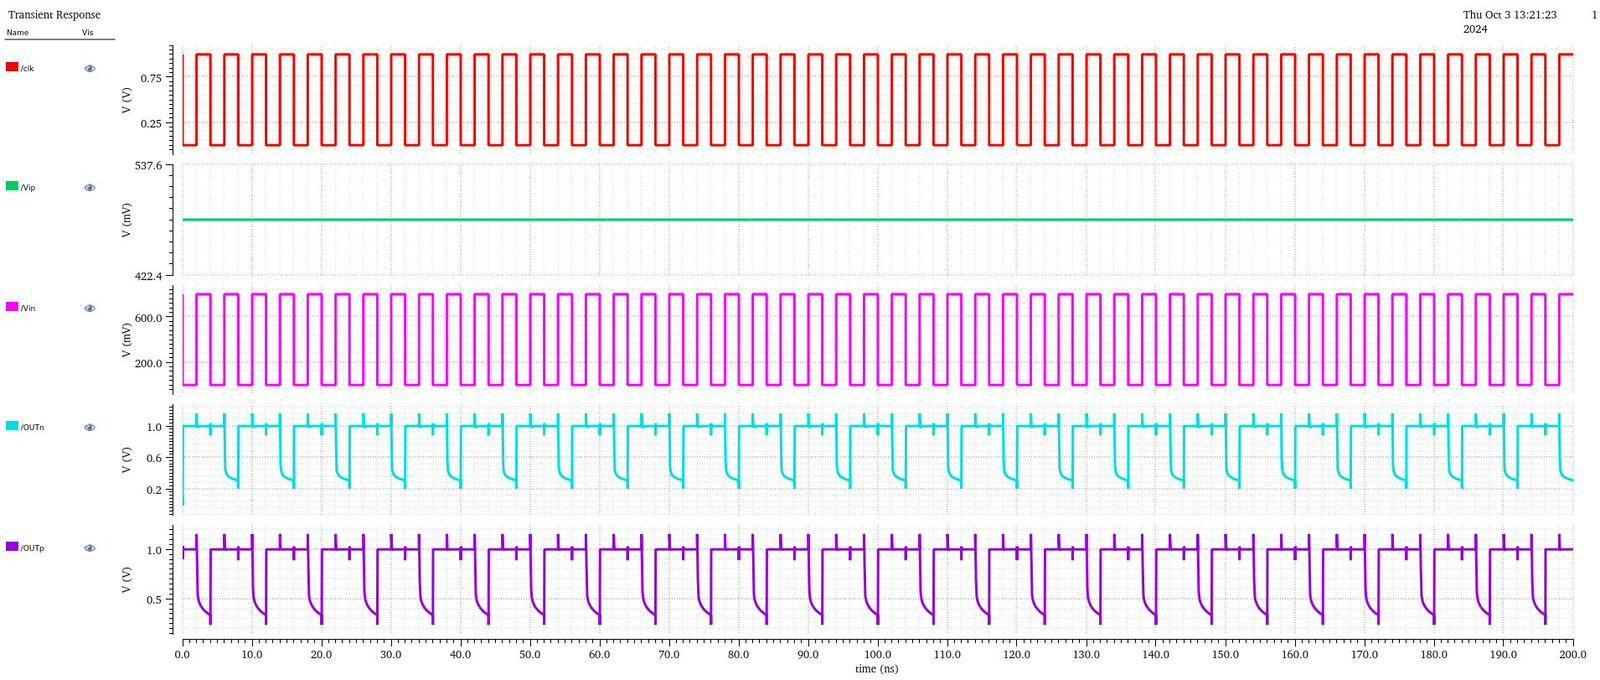 Transient Response
Thu Oct 3 13:21:23 1
2024
Name Vis
/clk
V (V)
0.75
0.25
/Vip
V (mV)
537.6
422.4
/Vin
V (mV)
600.0
200.0
/OUTn
V (V)
1.0
0.6
0.2
/OUTp
V (V)
1.0
0.5
0.0 10.0 20.0 30.0 40.0 50.0 60.0 70.0 80.0 90.0 100.0 110.0 120.0 130.0 140.0 150.0 160.0 170.0 180.0 190.0 200.0
time (ns)